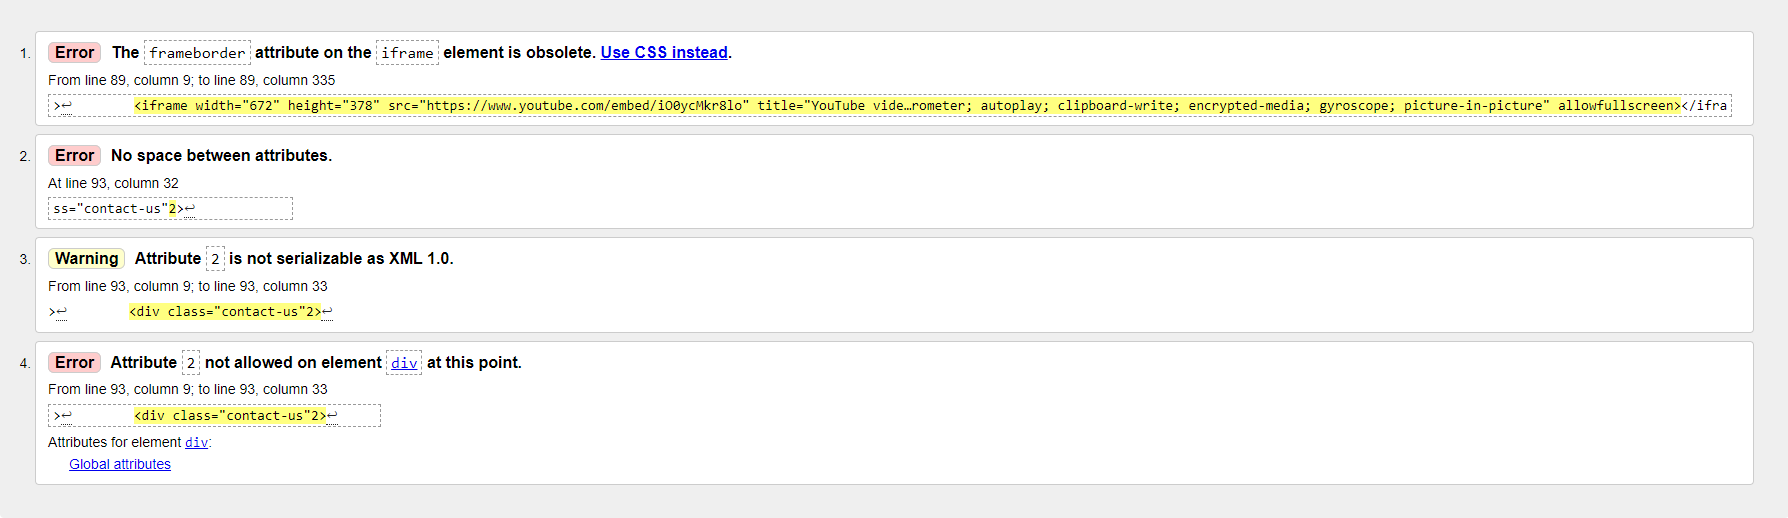 1. Error The frameborder attribute on the iframe element is obsolete. Use CSS instead.
From line 89, column 9; to line 89, column 335
>↩ <iframe width="672" height="378" src="https://www.youtube.com/embed/iO0ycMkr8lo" title="YouTube vide…rometer; autoplay; clipboard-write; encrypted-media; gyroscope; picture-in-picture" allowfullscreen></ifra
2. Error No space between attributes.
At line 93, column 32
ss="contact-us"2>↩
3. Warning Attribute 2 is not serializable as XML 1.0.
From line 93, column 9; to line 93, column 33
>↩ <div class="contact-us"2>↩
4. Error Attribute 2 not allowed on element div at this point.
From line 93, column 9; to line 93, column 33
>↩ <div class="contact-us"2>↩
Attributes for element div:
Global attributes